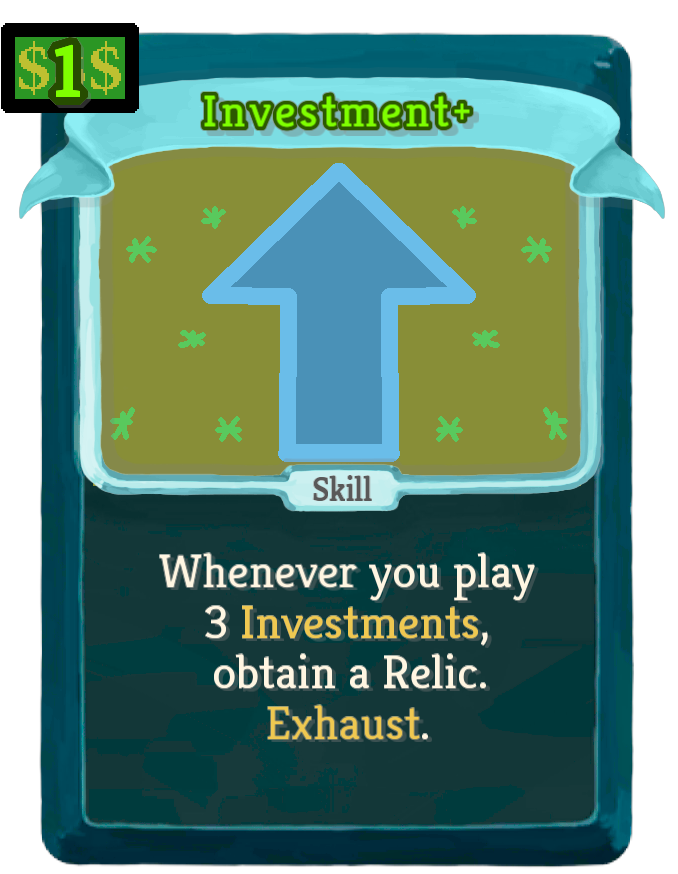 $1$
Investment+
Skill
Whenever you play
3 Investments,
obtain a Relic.
Exhaust.